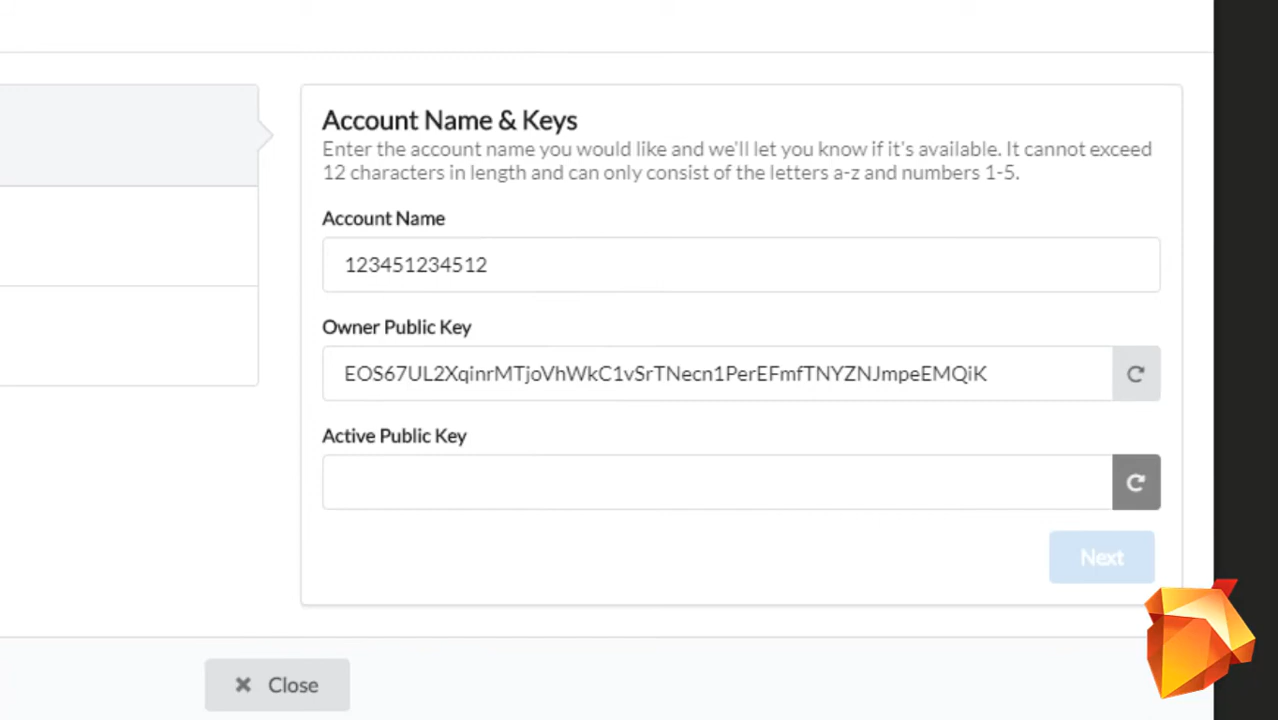 Account Name & Keys
Enter the account name you would like and we'll let you know if it's available. It cannot exceed
12 characters in length and can only consist of the letters a-z and numbers 1-5.
Account Name
123451234512
Owner Public Key
EOS67UL2XqinrMTjoVhWkC1vSrTNecn1PerEFmfTNYZNJmpeEMQiK
Active Public Key
Next
Close